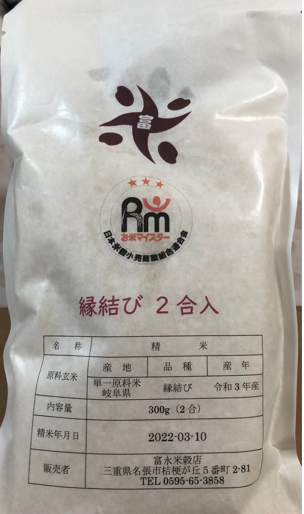 富
Rm
お米マイスター
日本米穀小売商業組合連合会
縁結び 2合入
名 称 精 米
原料玄米 産 地 品 種 産 年
単一原料米 岐阜県 縁結び 令和3年産
内容量 300g (2合)
精米年月日 2022-03-10
販売者 富永米穀店
三重県名張市桔梗が丘5番町2-81
TEL 0595-65-3858